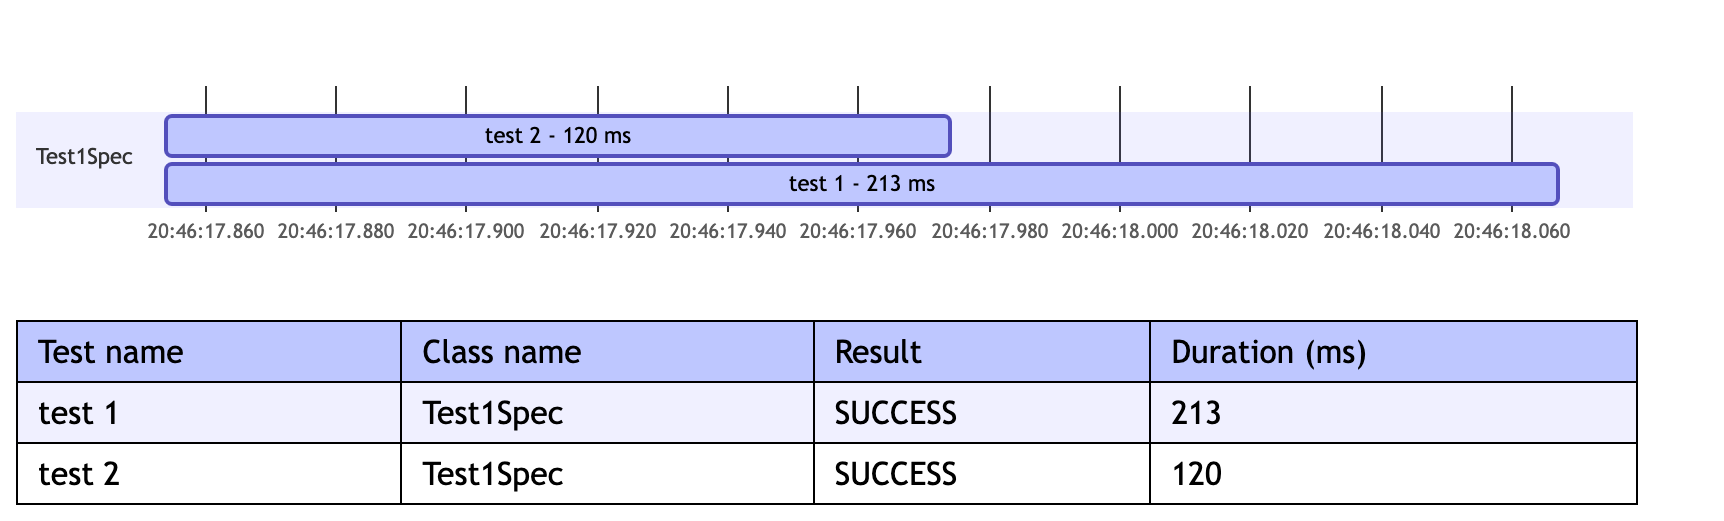 test 2 - 120 ms
Test1Spec
test 1 - 213 ms
20:46:17.860 20:46:17.880 20:46:17.900 20:46:17.920 20:46:17.940 20:46:17.960 20:46:17.980 20:46:18.000 20:46:18.020 20:46:18.040 20:46:18.060
Test name Class name Result Duration (ms)
test 1 Test1Spec SUCCESS 213
test 2 Test1Spec SUCCESS 120